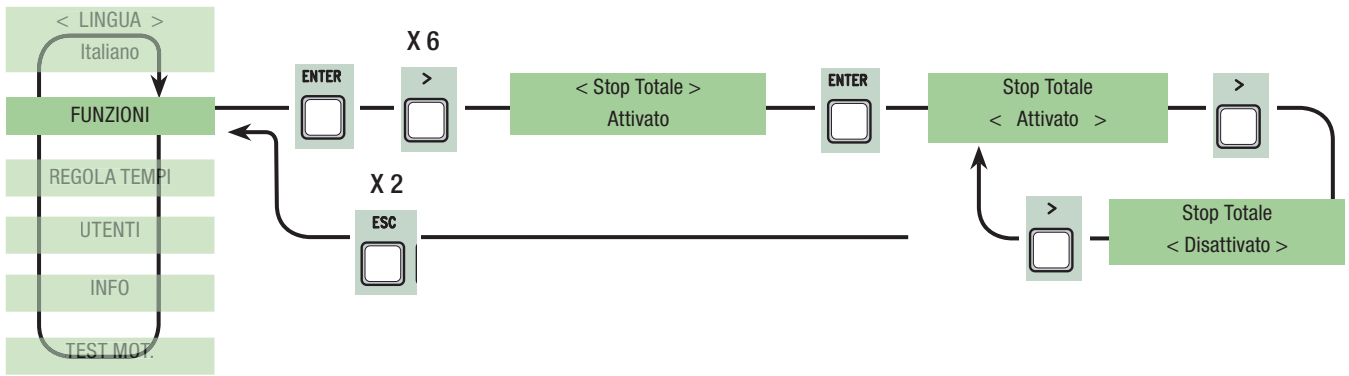 < LINGUA >
Italiano
FUNZIONI
REGOLA TEMPI
UTENTI
INFO
TEST MOT.
ENTER
X 6
>
< Stop Totale >
Attivato
ENTER
Stop Totale
< Attivato >
>
Stop Totale
< Disattivato >
>
X 2
ESC